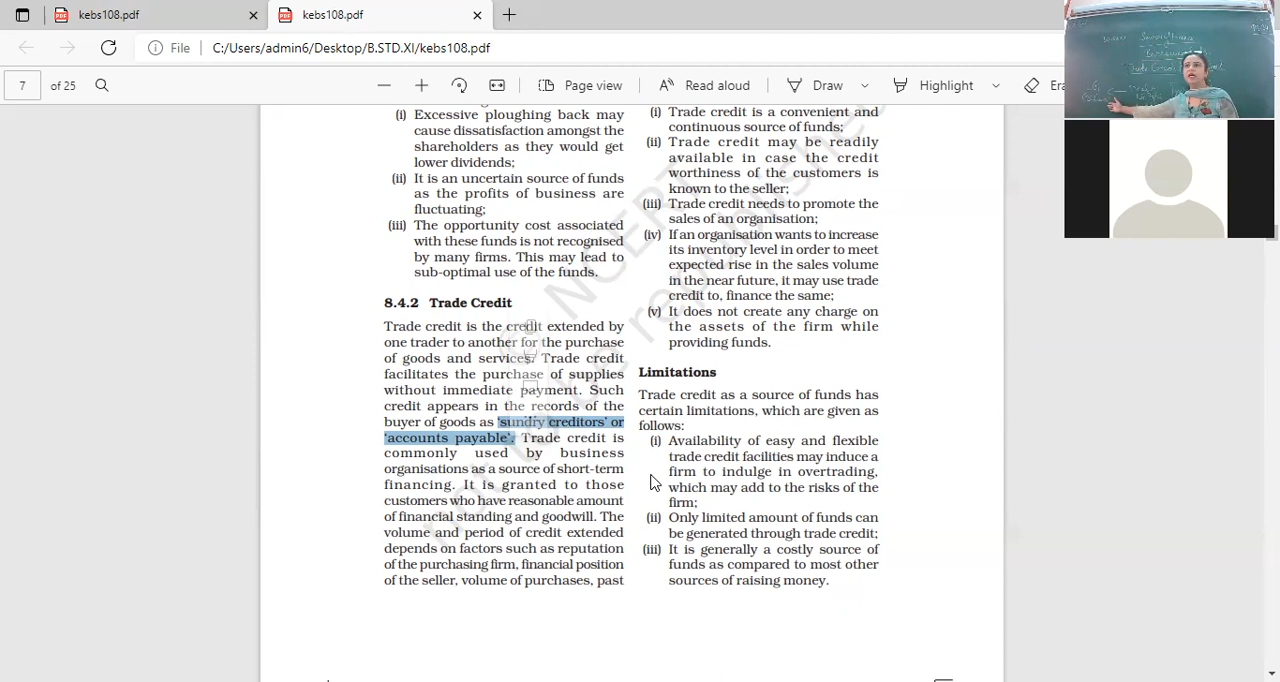 kebs108.pdf
kebs108.pdf
File
C:/Users/admin6/Desktop/B.STD.XI/kebs108.pdf
7 of 25
Page view
Read aloud
Draw
Highlight
Era
(i) Excessive ploughing back may
cause dissatisfaction amongst the
shareholders as they would get
lower dividends;
(ii) It is an uncertain source of funds
as the profits of business are
fluctuating;
(iii) The opportunity cost associated
with these funds is not recognised
by many firms. This may lead to
sub-optimal use of the funds.
8.4.2 Trade Credit
Trade credit is the credit extended by
one trader to another for the purchase
of goods and services. Trade credit
facilitates the purchase of supplies
without immediate payment. Such
credit appears in the records of the
buyer of goods as 'sundry creditors' or
'accounts payable'. Trade credit is
commonly used by business
organisations as a source of short-term
financing. It is granted to those
customers who have reasonable amount
of financial standing and goodwill. The
volume and period of credit extended
depends on factors such as reputation
of the purchasing firm, financial position
of the seller, volume of purchases, past
(i) Trade credit is a convenient and
continuous source of funds;
(ii) Trade credit may be readily
available in case the credit
worthiness of the customers is
known to the seller;
(iii) Trade credit needs to promote the
sales of an organisation;
(iv) If an organisation wants to increase
its inventory level in order to meet
expected rise in the sales volume
in the near future, it may use trade
credit to, finance the same;
(v) It does not create any charge on
the assets of the firm while
providing funds.
Limitations
Trade credit as a source of funds has
certain limitations, which are given as
follows:
(i) Availability of easy and flexible
trade credit facilities may induce a
firm to indulge in overtrading,
which may add to the risks of the
firm;
(ii) Only limited amount of funds can
be generated through trade credit;
(iii) It is generally a costly source of
funds as compared to most other
sources of raising money.
© NCERT
not to be republished